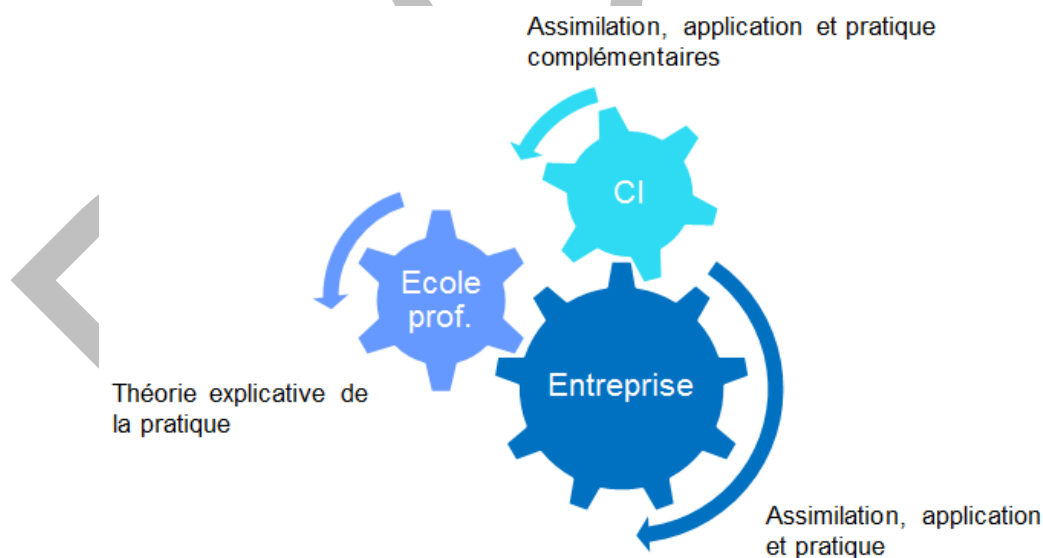 Assimilation, application et pratique
complémentaires
CI
Ecole
prof.
Entreprise
Théorie explicative de
la pratique
Assimilation, application
et pratique